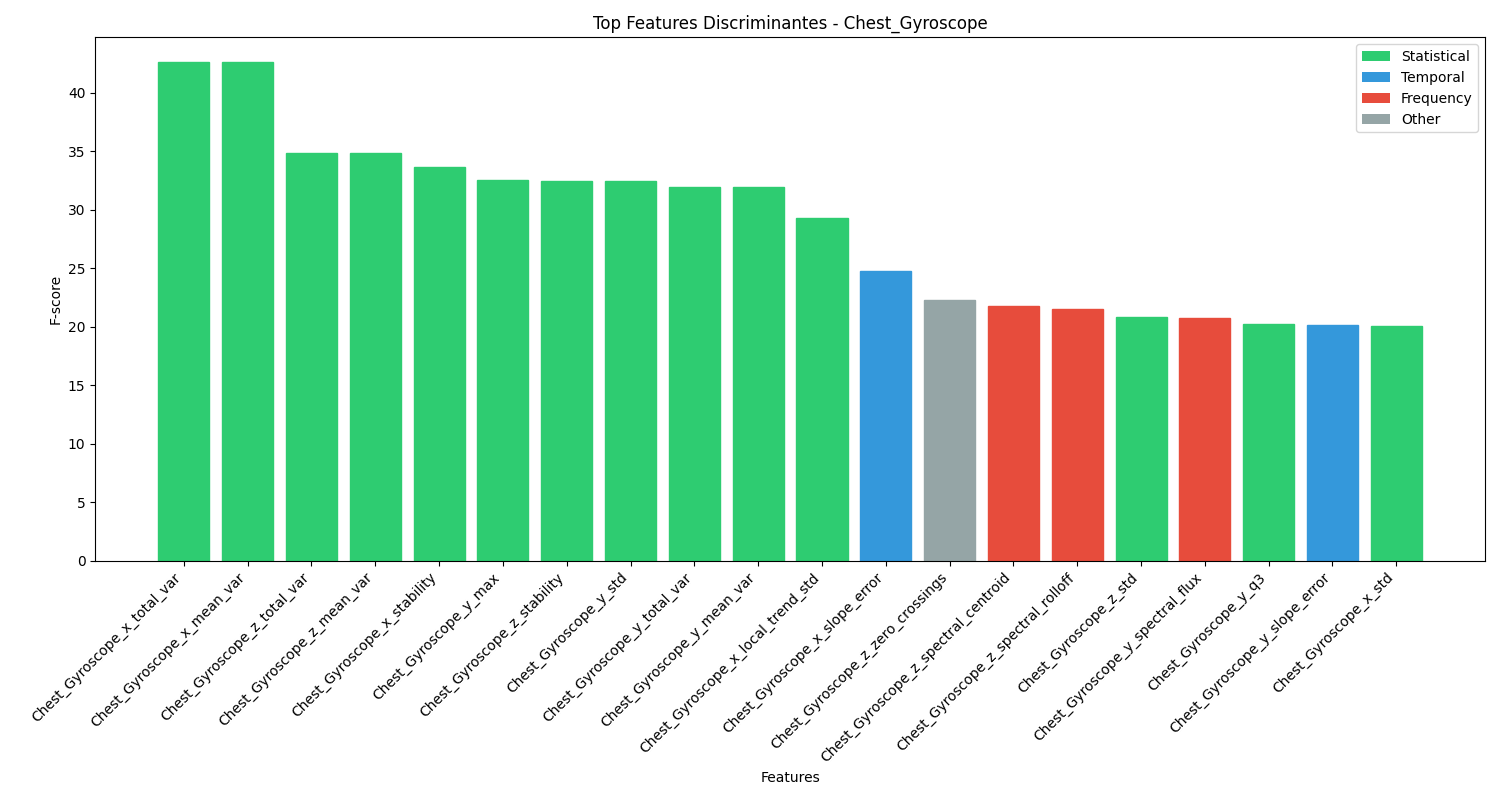 Top Features Discriminantes - Chest_Gyroscope
Statistical
Temporal
Frequency
Other
F-score
40
35
30
25
20
15
10
5
0
Chest_Gyroscope_x_total_var
Chest_Gyroscope_x_mean_var
Chest_Gyroscope_z_total_var
Chest_Gyroscope_z_mean_var
Chest_Gyroscope_x_stability
Chest_Gyroscope_y_max
Chest_Gyroscope_z_stability
Chest_Gyroscope_y_std
Chest_Gyroscope_y_total_var
Chest_Gyroscope_y_mean_var
Chest_Gyroscope_x_local_trend_std
Chest_Gyroscope_x_slope_error
Chest_Gyroscope_z_zero_crossings
Chest_Gyroscope_z_spectral_centroid
Chest_Gyroscope_z_spectral_rolloff
Chest_Gyroscope_z_std
Chest_Gyroscope_y_spectral_flux
Chest_Gyroscope_y_q3
Chest_Gyroscope_y_slope_error
Chest_Gyroscope_x_std
Features